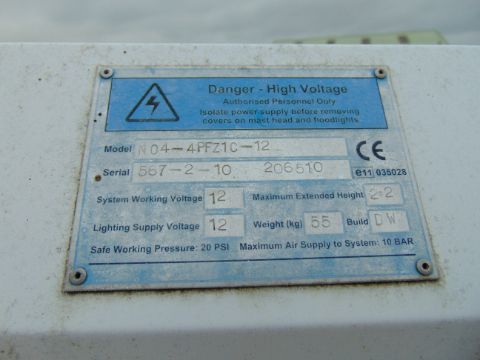 Danger - High Voltage
Authorised Personnel Only
Isolate power supply before removing
covers on mast head and floodlights
Model N04-4PFZ1C-12
Serial 567-2-10 206510
CE
e11 035028
System Working Voltage 12 Maximum Extended Height 2.2
Lighting Supply Voltage 12 Weight (kg) 55 Build DW
Safe Working Pressure: 20 PSI Maximum Air Supply to System: 10 BAR